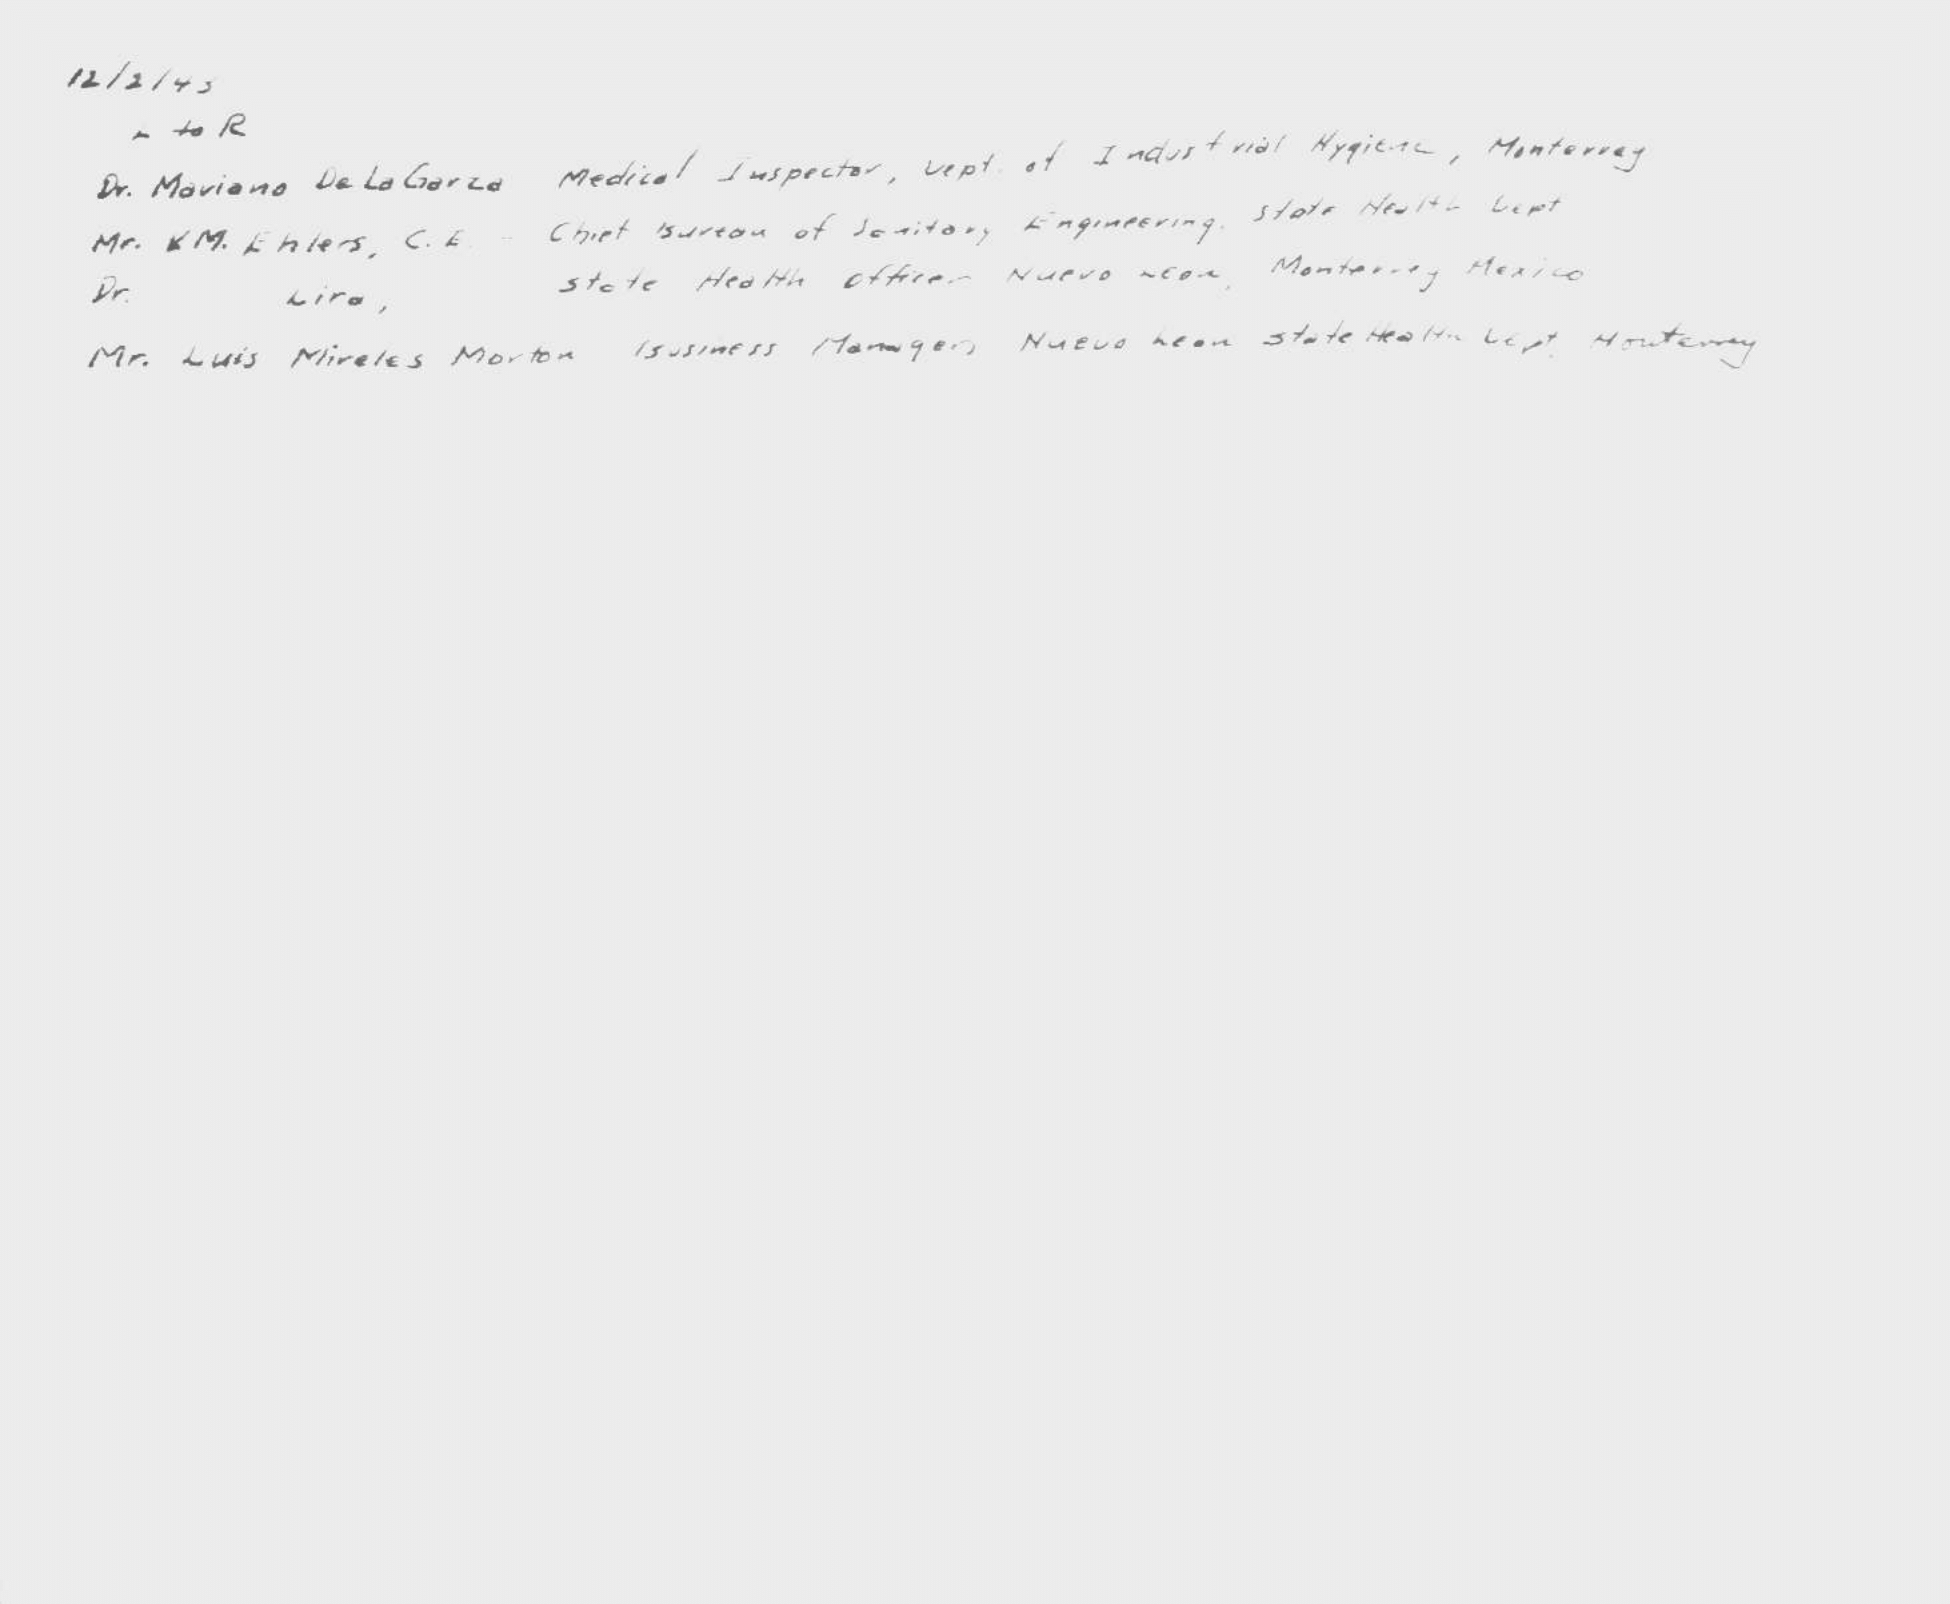 12/2/43
L to R
Dr. Mariano De La Garza Medical Inspector, Dept. of Industrial Hygiene, Monterrey
Mr. V M. Ehlers, C. E. - Chief Bureau of Sanitary Engineering. State Health Dept
Dr. Lira, State Health Officer Nuevo Leon, Monterrey Mexico
Mr. Luis Mireles Morton Business Manager, Nuevo Leon State Health Dept. Monterrey